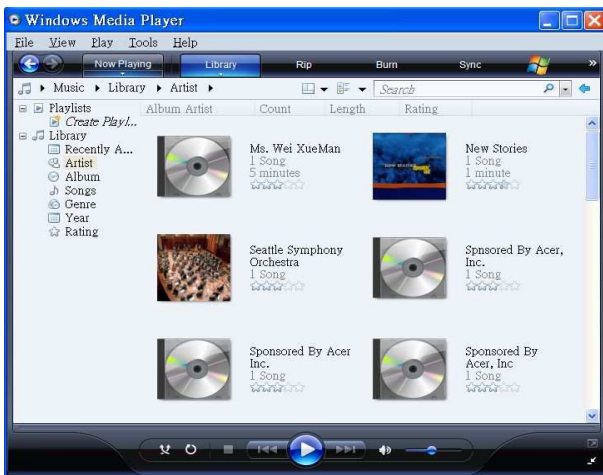 Windows Media Player
File View Play Tools Help
Now Playing Library Rip Burn Sync »
Music Library Artist Search
Playlists
Create Playl...
Library
Recently A...
Artist
Album
Songs
Genre
Year
Rating
Album Artist Count Length Rating
Ms. Wei XueMan
1 Song
5 minutes
New Stories
1 Song
1 minute
Seattle Symphony
Orchestra
1 Song
Spnsored By Acer,
Inc.
1 Song
Sponsored By Acer
Inc.
1 Song
Sponsored By
Acer, Inc
1 Song